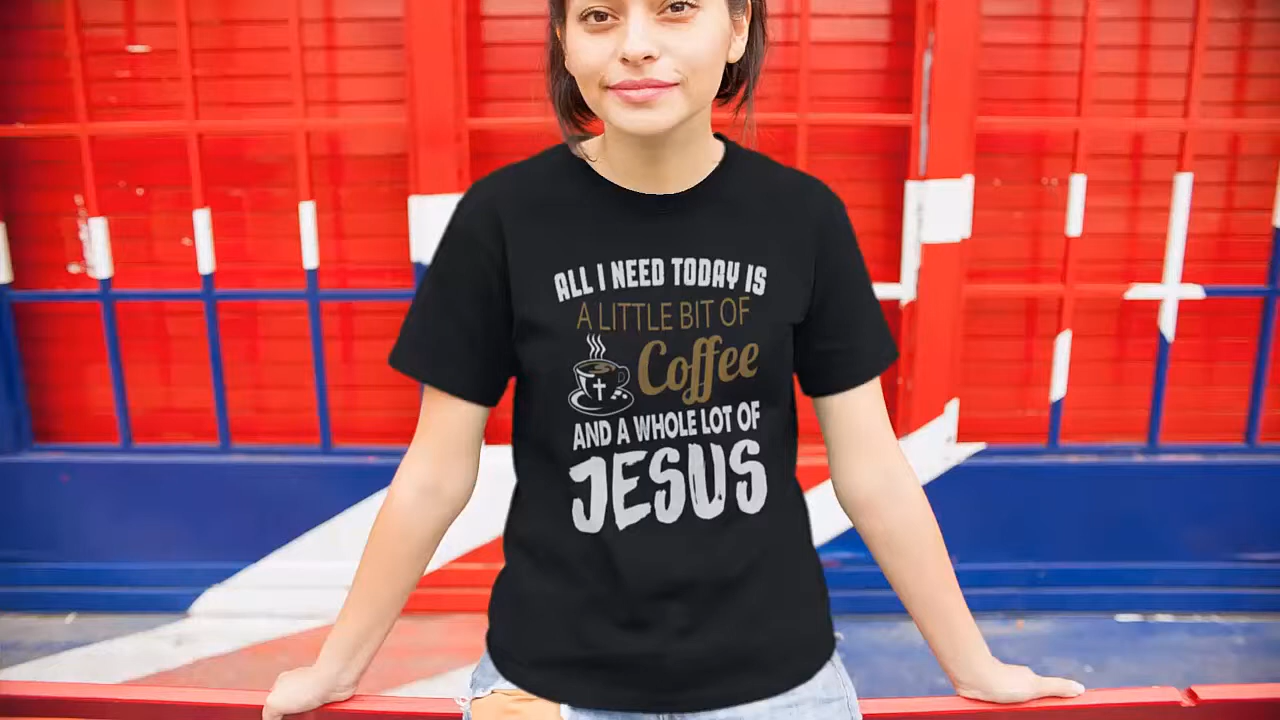 ALL I NEED TODAY IS
A LITTLE BIT OF
Coffee
AND A WHOLE LOT OF
JESUS